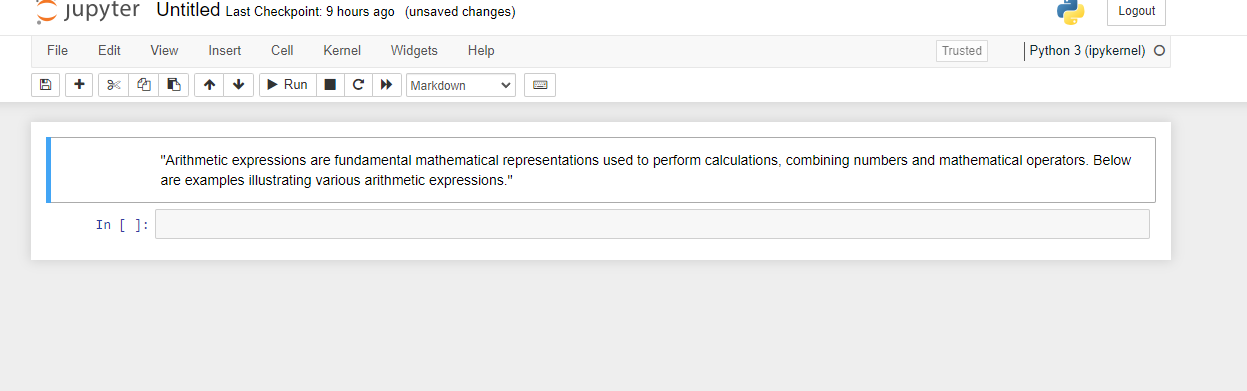 jupyter Untitled Last Checkpoint: 9 hours ago (unsaved changes) Logout
File Edit View Insert Cell Kernel Widgets Help Trusted Python 3 (ipykernel)
Run Markdown
"Arithmetic expressions are fundamental mathematical representations used to perform calculations, combining numbers and mathematical operators. Below
are examples illustrating various arithmetic expressions."
In [ ]: